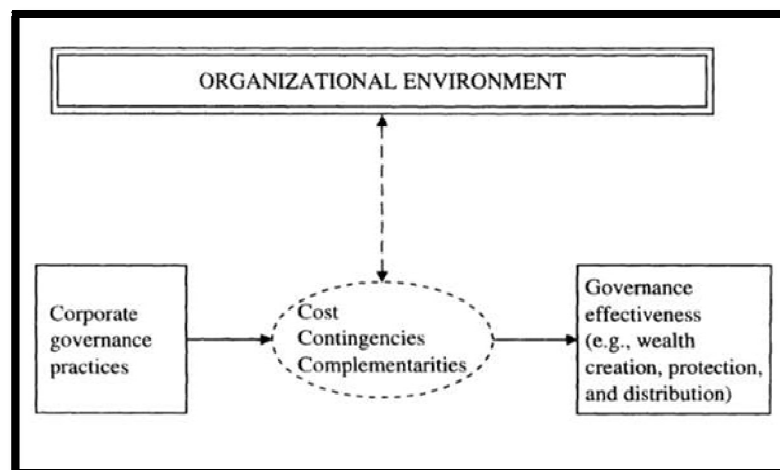 ORGANIZATIONAL ENVIRONMENT
Corporate
governance
practices
Cost
Contingencies
Complementarities
Governance
effectiveness
(e.g., wealth
creation, protection,
and distribution)